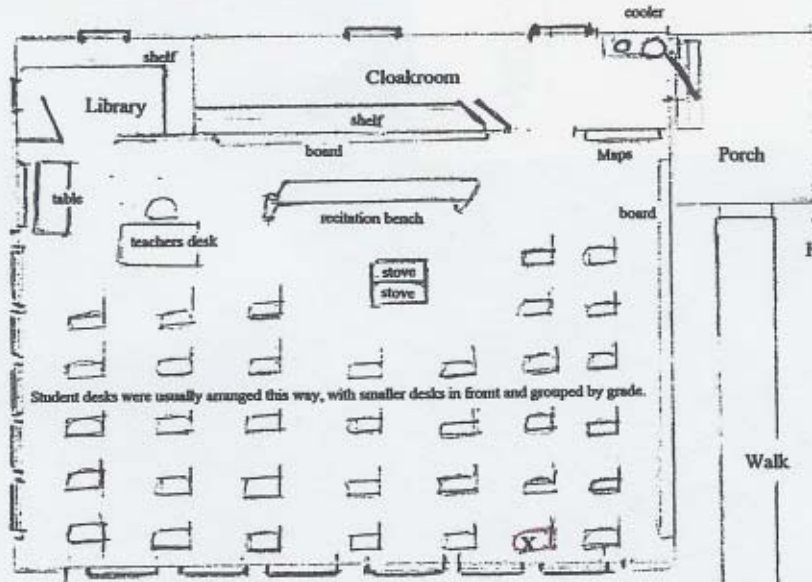 cooler
shelf
Cloakroom
Library
shelf
board
Maps
Porch
table
recitation bench
board
teachers desk
stove
stove
Student desks were usually arranged this way, with smaller desks in fromt and grouped by grade.
Walk
X